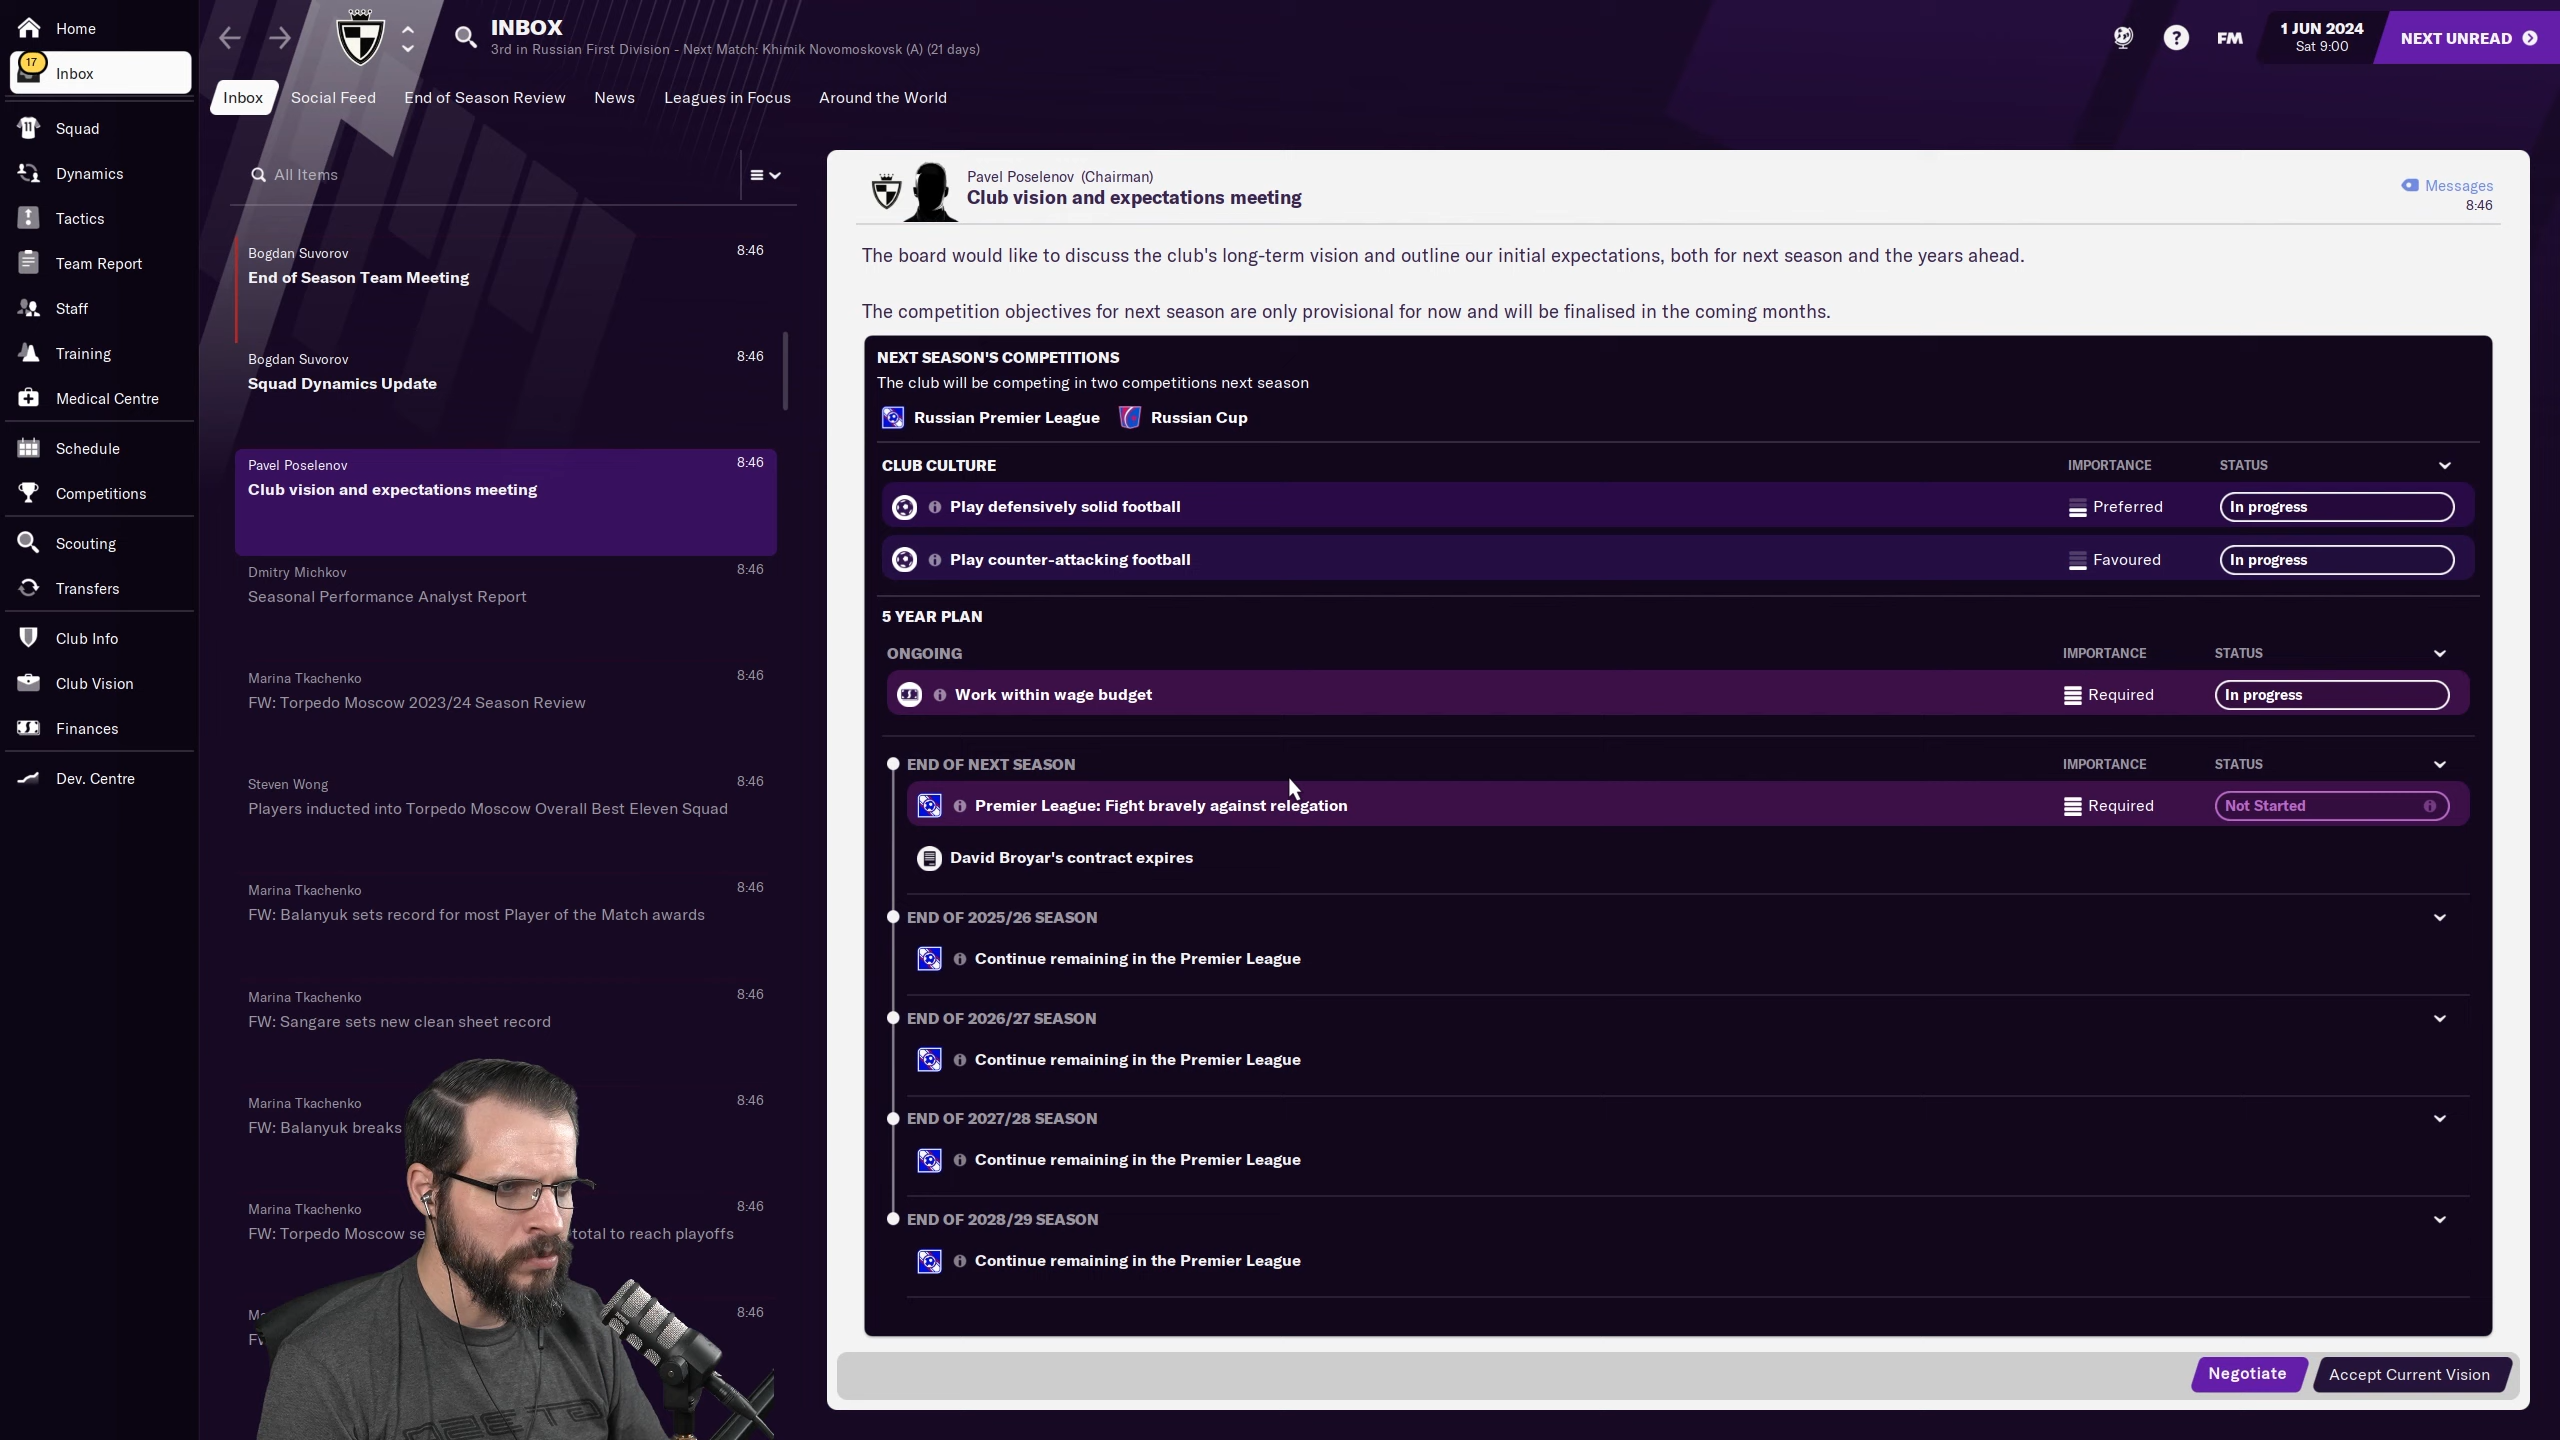 Home
17
Inbox
Squad
Dynamics
Tactics
Team Report
Staff
Training
Medical Centre
Schedule
Competitions
Scouting
Transfers
Club Info
Club Vision
Finances
Dev. Centre
INBOX
3rd in Russian First Division - Next Match: Khimik Novomoskovsk (A) (21 days)
FM
1 JUN 2024
Sat 9:00
NEXT UNREAD
Inbox Social Feed End of Season Review News Leagues in Focus Around the World
All Items
Bogdan Suvorov 8:46
End of Season Team Meeting
Bogdan Suvorov 8:46
Squad Dynamics Update
Pavel Poselenov 8:46
Club vision and expectations meeting
Dmitry Michkov 8:46
Seasonal Performance Analyst Report
Marina Tkachenko 8:46
FW: Torpedo Moscow 2023/24 Season Review
Steven Wong 8:46
Players inducted into Torpedo Moscow Overall Best Eleven Squad
Marina Tkachenko 8:46
FW: Balanyuk sets record for most Player of the Match awards
Marina Tkachenko 8:46
FW: Sangare sets new clean sheet record
Marina Tkachenko 8:46
FW: Balanyuk breaks
Marina Tkachenko 8:46
FW: Torpedo Moscow se total to reach playoffs
8:46
Pavel Poselenov (Chairman)
Club vision and expectations meeting
Messages
8:46
The board would like to discuss the club's long-term vision and outline our initial expectations, both for next season and the years ahead.
The competition objectives for next season are only provisional for now and will be finalised in the coming months.
NEXT SEASON'S COMPETITIONS
The club will be competing in two competitions next season
Russian Premier League Russian Cup
CLUB CULTURE IMPORTANCE STATUS
Play defensively solid football Preferred In progress
Play counter-attacking football Favoured In progress
5 YEAR PLAN
ONGOING IMPORTANCE STATUS
Work within wage budget Required In progress
END OF NEXT SEASON IMPORTANCE STATUS
Premier League: Fight bravely against relegation Required Not Started
David Broyar's contract expires
END OF 2025/26 SEASON
Continue remaining in the Premier League
END OF 2026/27 SEASON
Continue remaining in the Premier League
END OF 2027/28 SEASON
Continue remaining in the Premier League
END OF 2028/29 SEASON
Continue remaining in the Premier League
Negotiate Accept Current Vision